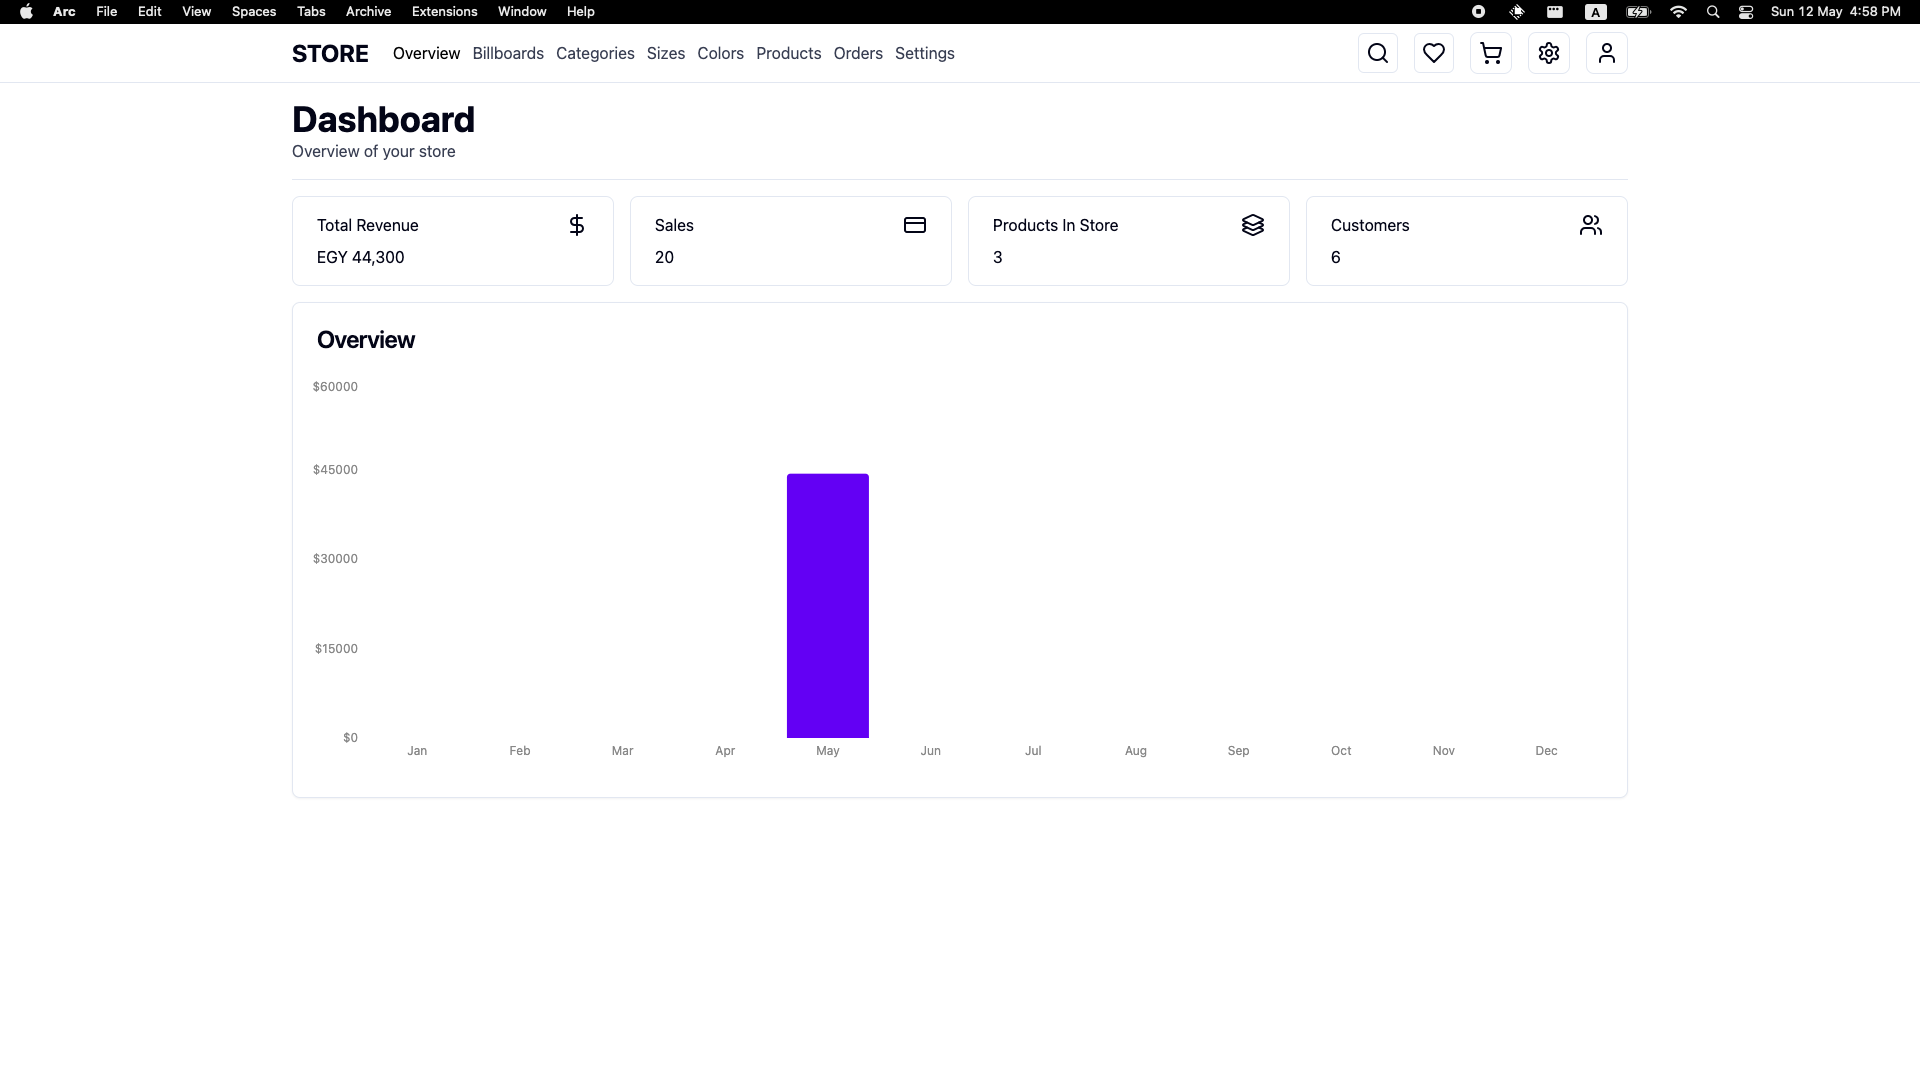 Arc File Edit View Spaces Tabs Archive Extensions Window Help A Sun 12 May 4:58 PM
STORE Overview Billboards Categories Sizes Colors Products Orders Settings
Dashboard
Overview of your store
Total Revenue
EGY 44,300
Sales
20
Products In Store
3
Customers
6
Overview
$60000
$45000
$30000
$15000
$0
Jan Feb Mar Apr May Jun Jul Aug Sep Oct Nov Dec